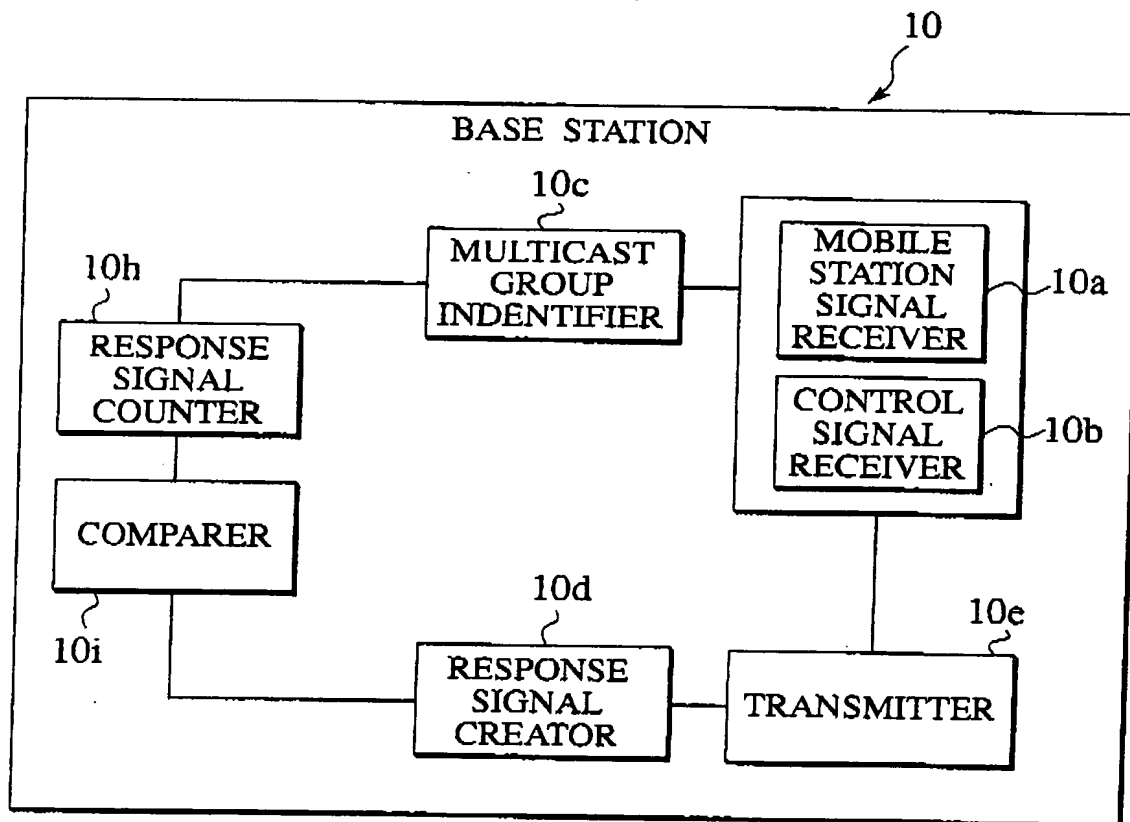 10
BASE STATION
10c
MULTICAST
GROUP
INDENTIFIER
MOBILE
STATION
SIGNAL
RECEIVER
10a
10h
RESPONSE
SIGNAL
COUNTER
CONTROL
SIGNAL
RECEIVER
10b
COMPARER
10i
10d
RESPONSE
SIGNAL
CREATOR
10e
TRANSMITTER